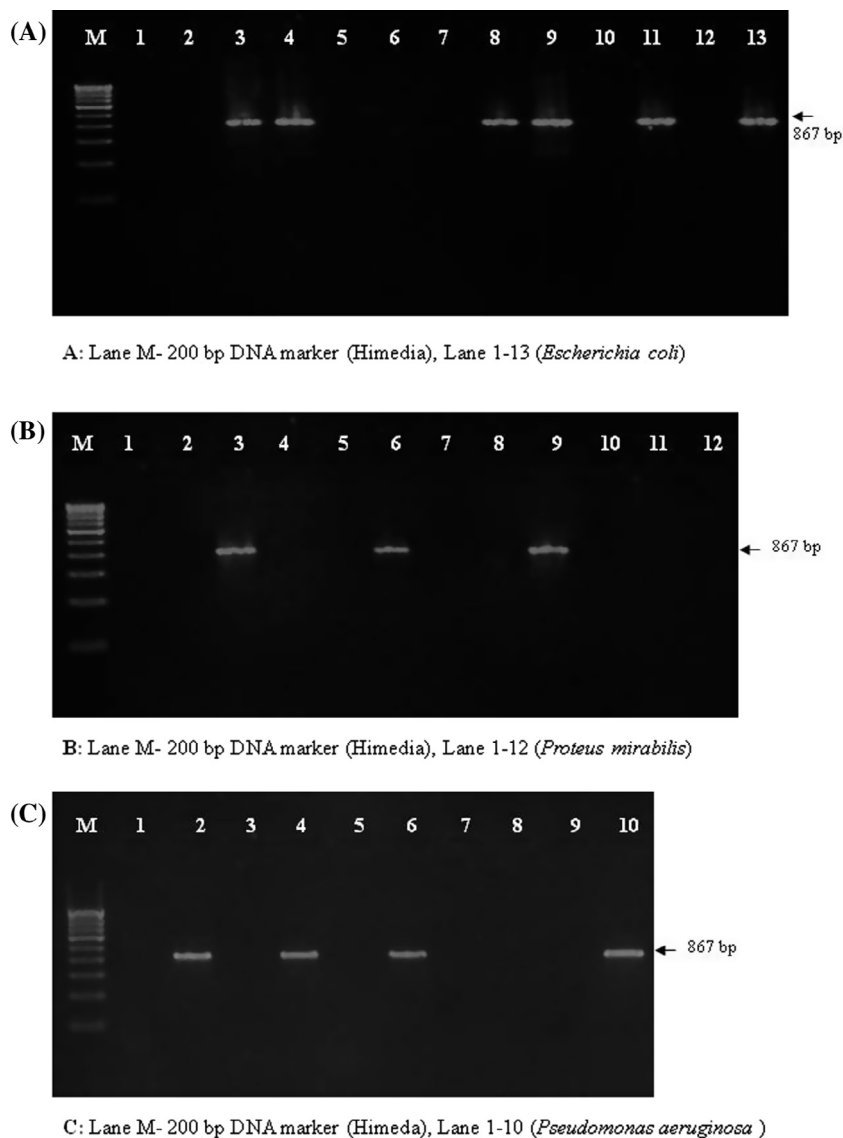 (A)
M 1 2 3 4 5 6 7 8 9 10 11 12 13
867 bp
A: Lane M- 200 bp DNA marker (Himedia), Lane 1-13 (Escherichia coli)
(B)
M 1 2 3 4 5 6 7 8 9 10 11 12
867 bp
B: Lane M- 200 bp DNA marker (Himedia), Lane 1-12 (Proteus mirabilis)
(C)
M 1 2 3 4 5 6 7 8 9 10
867 bp
C: Lane M- 200 bp DNA marker (Himeda), Lane 1-10 (Pseudomonas aeruginosa )